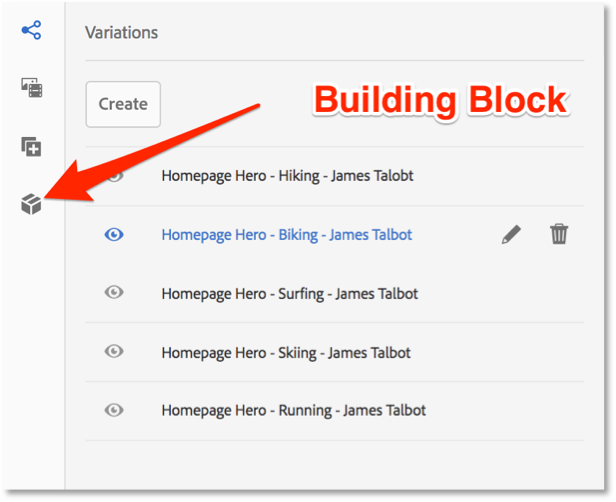 Variations
Create
Building Block
Homepage Hero - Hiking - James Talobt
Homepage Hero - Biking - James Talbot
Homepage Hero - Surfing - James Talbot
Homepage Hero - Skiing - James Talbot
Homepage Hero - Running - James Talbot